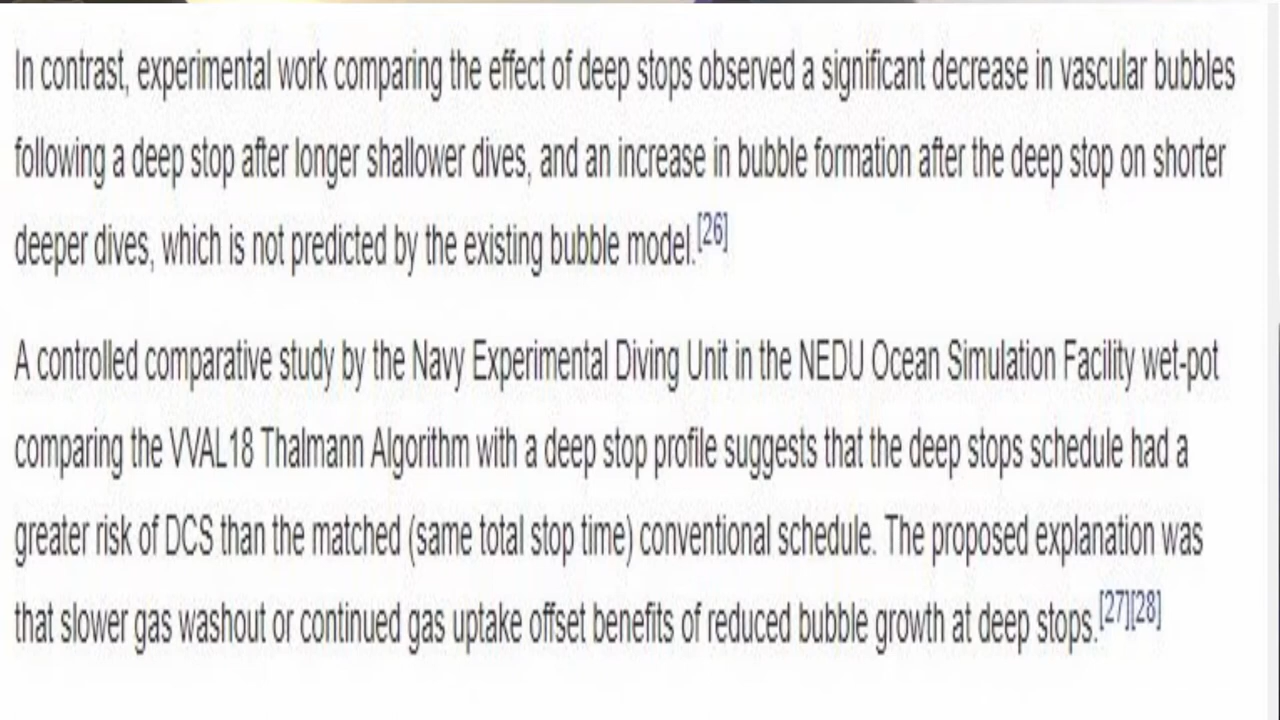 In contrast, experimental work comparing the effect of deep stops observed a significant decrease in vascular bubbles
following a deep stop after longer shallower dives, and an increase in bubble formation after the deep stop on shorter
deeper dives, which is not predicted by the existing bubble model.[26]
A controlled comparative study by the Navy Experimental Diving Unit in the NEDU Ocean Simulation Facility wet-pot
comparing the VVAL18 Thalmann Algorithm with a deep stop profile suggests that the deep stops schedule had a
greater risk of DCS than the matched (same total stop time) conventional schedule. The proposed explanation was
that slower gas washout or continued gas uptake offset benefits of reduced bubble growth at deep stops.[27][28]